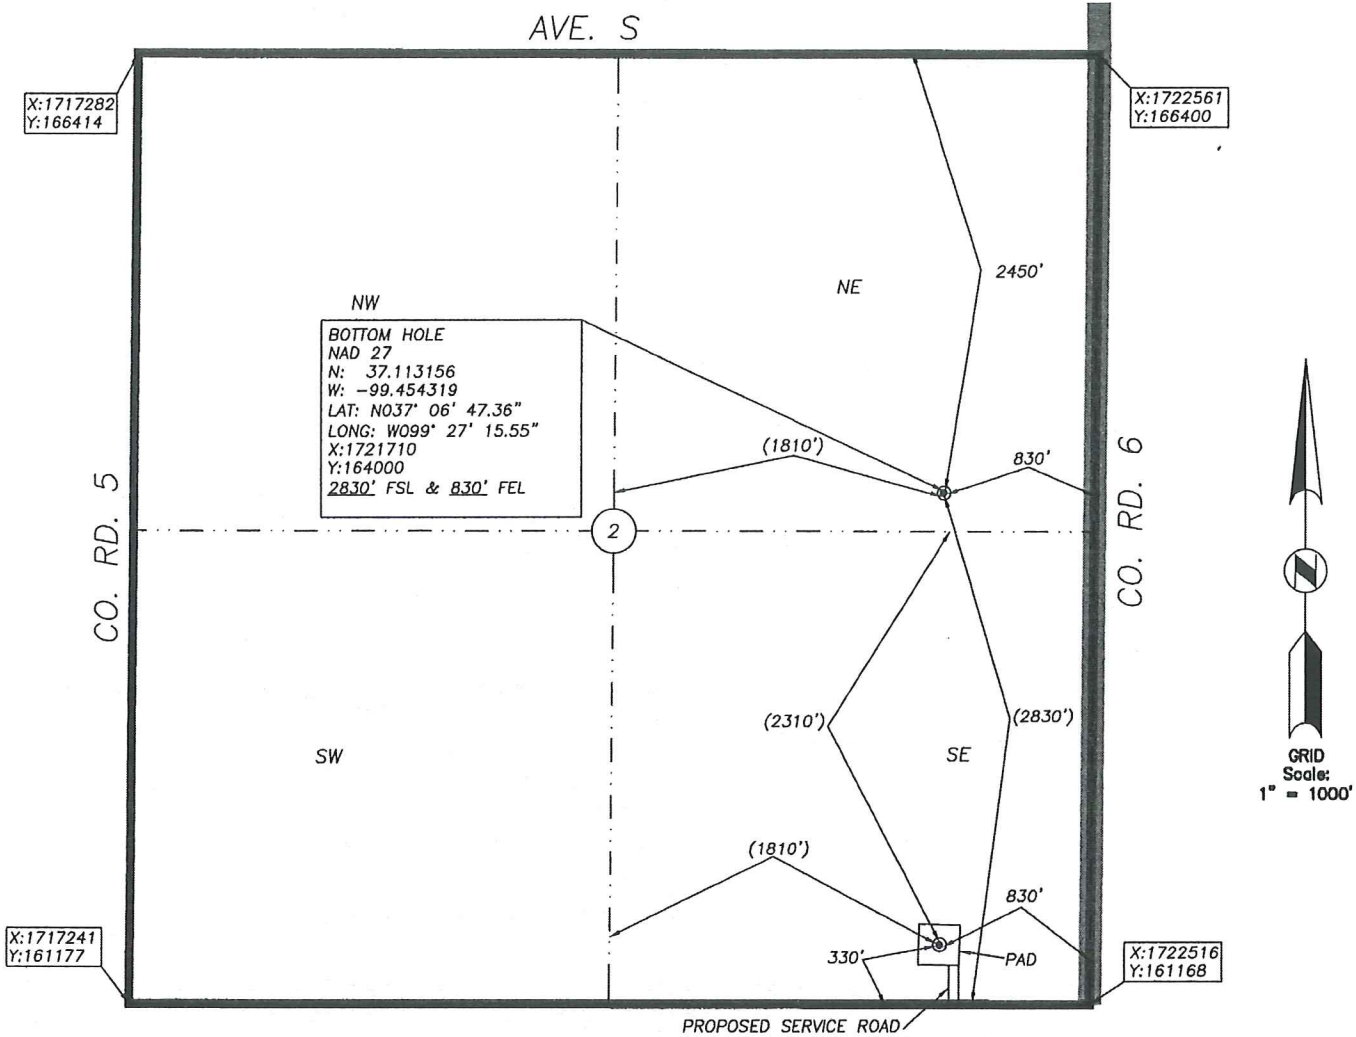 AVE. S
X:1717282
Y:166414
X:1722561
Y:166400
NE
2450'
NW
BOTTOM HOLE
NAD 27
N: 37.113156
W: -99.454319
LAT: N037° 06' 47.36"
LONG: W099° 27' 15.55"
X:1721710
Y:164000
2830' FSL & 830' FEL
(1810')
830'
CO. RD. 5
CO. RD. 6
2
N
(2310')
(2830')
SW
SE
GRID
Scale:
1" = 1000'
(1810')
830'
330'
PAD
X:1717241
Y:161177
X:1722516
Y:161168
PROPOSED SERVICE ROAD